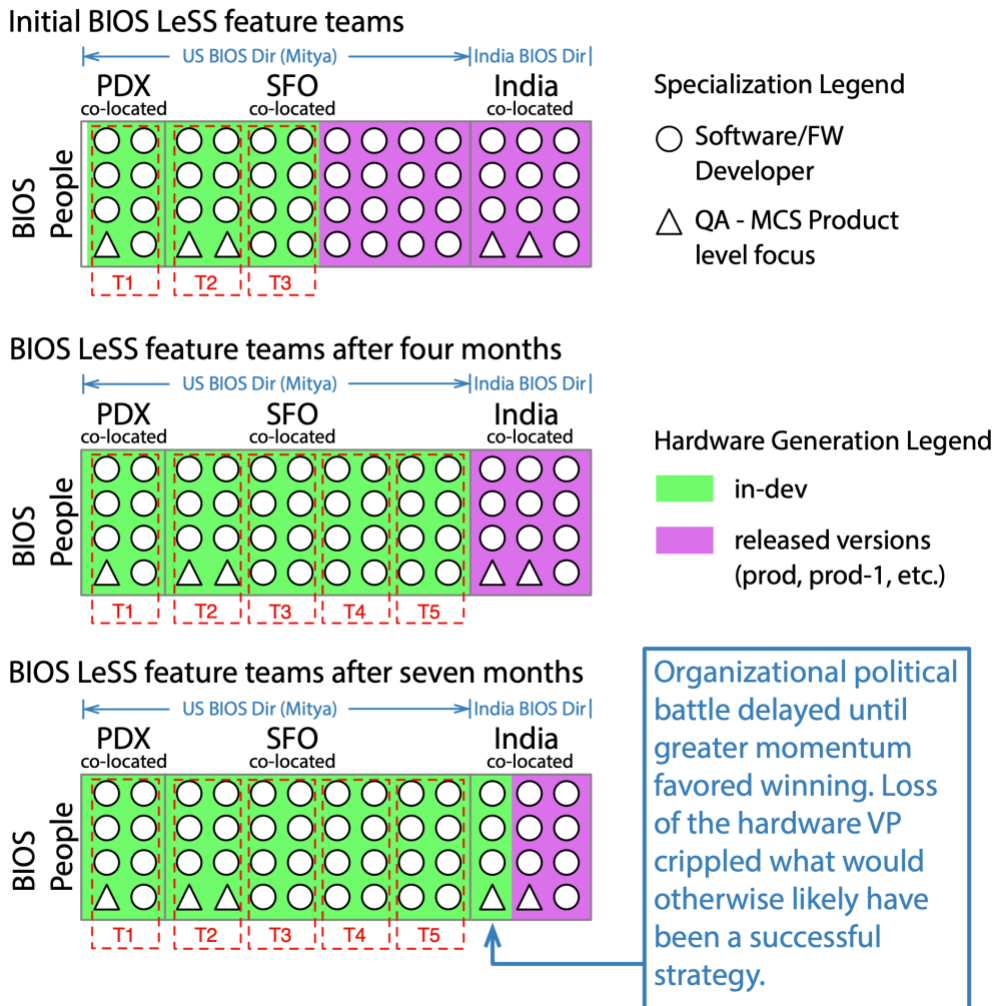 Initial BIOS LeSS feature teams
US BIOS Dir (Mitya)
India BIOS Dir
PDX
co-located
SFO
co-located
India
co-located
BIOS
People
T1
T2
T3
Specialization Legend
Software/FW
Developer
QA - MCS Product
level focus
BIOS LeSS feature teams after four months
US BIOS Dir (Mitya)
India BIOS Dir
PDX
co-located
SFO
co-located
India
co-located
BIOS
People
T1
T2
T3
T4
T5
Hardware Generation Legend
in-dev
released versions
(prod, prod-1, etc.)
BIOS LeSS feature teams after seven months
US BIOS Dir (Mitya)
India BIOS Dir
PDX
co-located
SFO
co-located
India
co-located
BIOS
People
T1
T2
T3
T4
T5
Organizational political
battle delayed until
greater momentum
favored winning. Loss
of the hardware VP
crippled what would
otherwise likely have
been a successful
strategy.